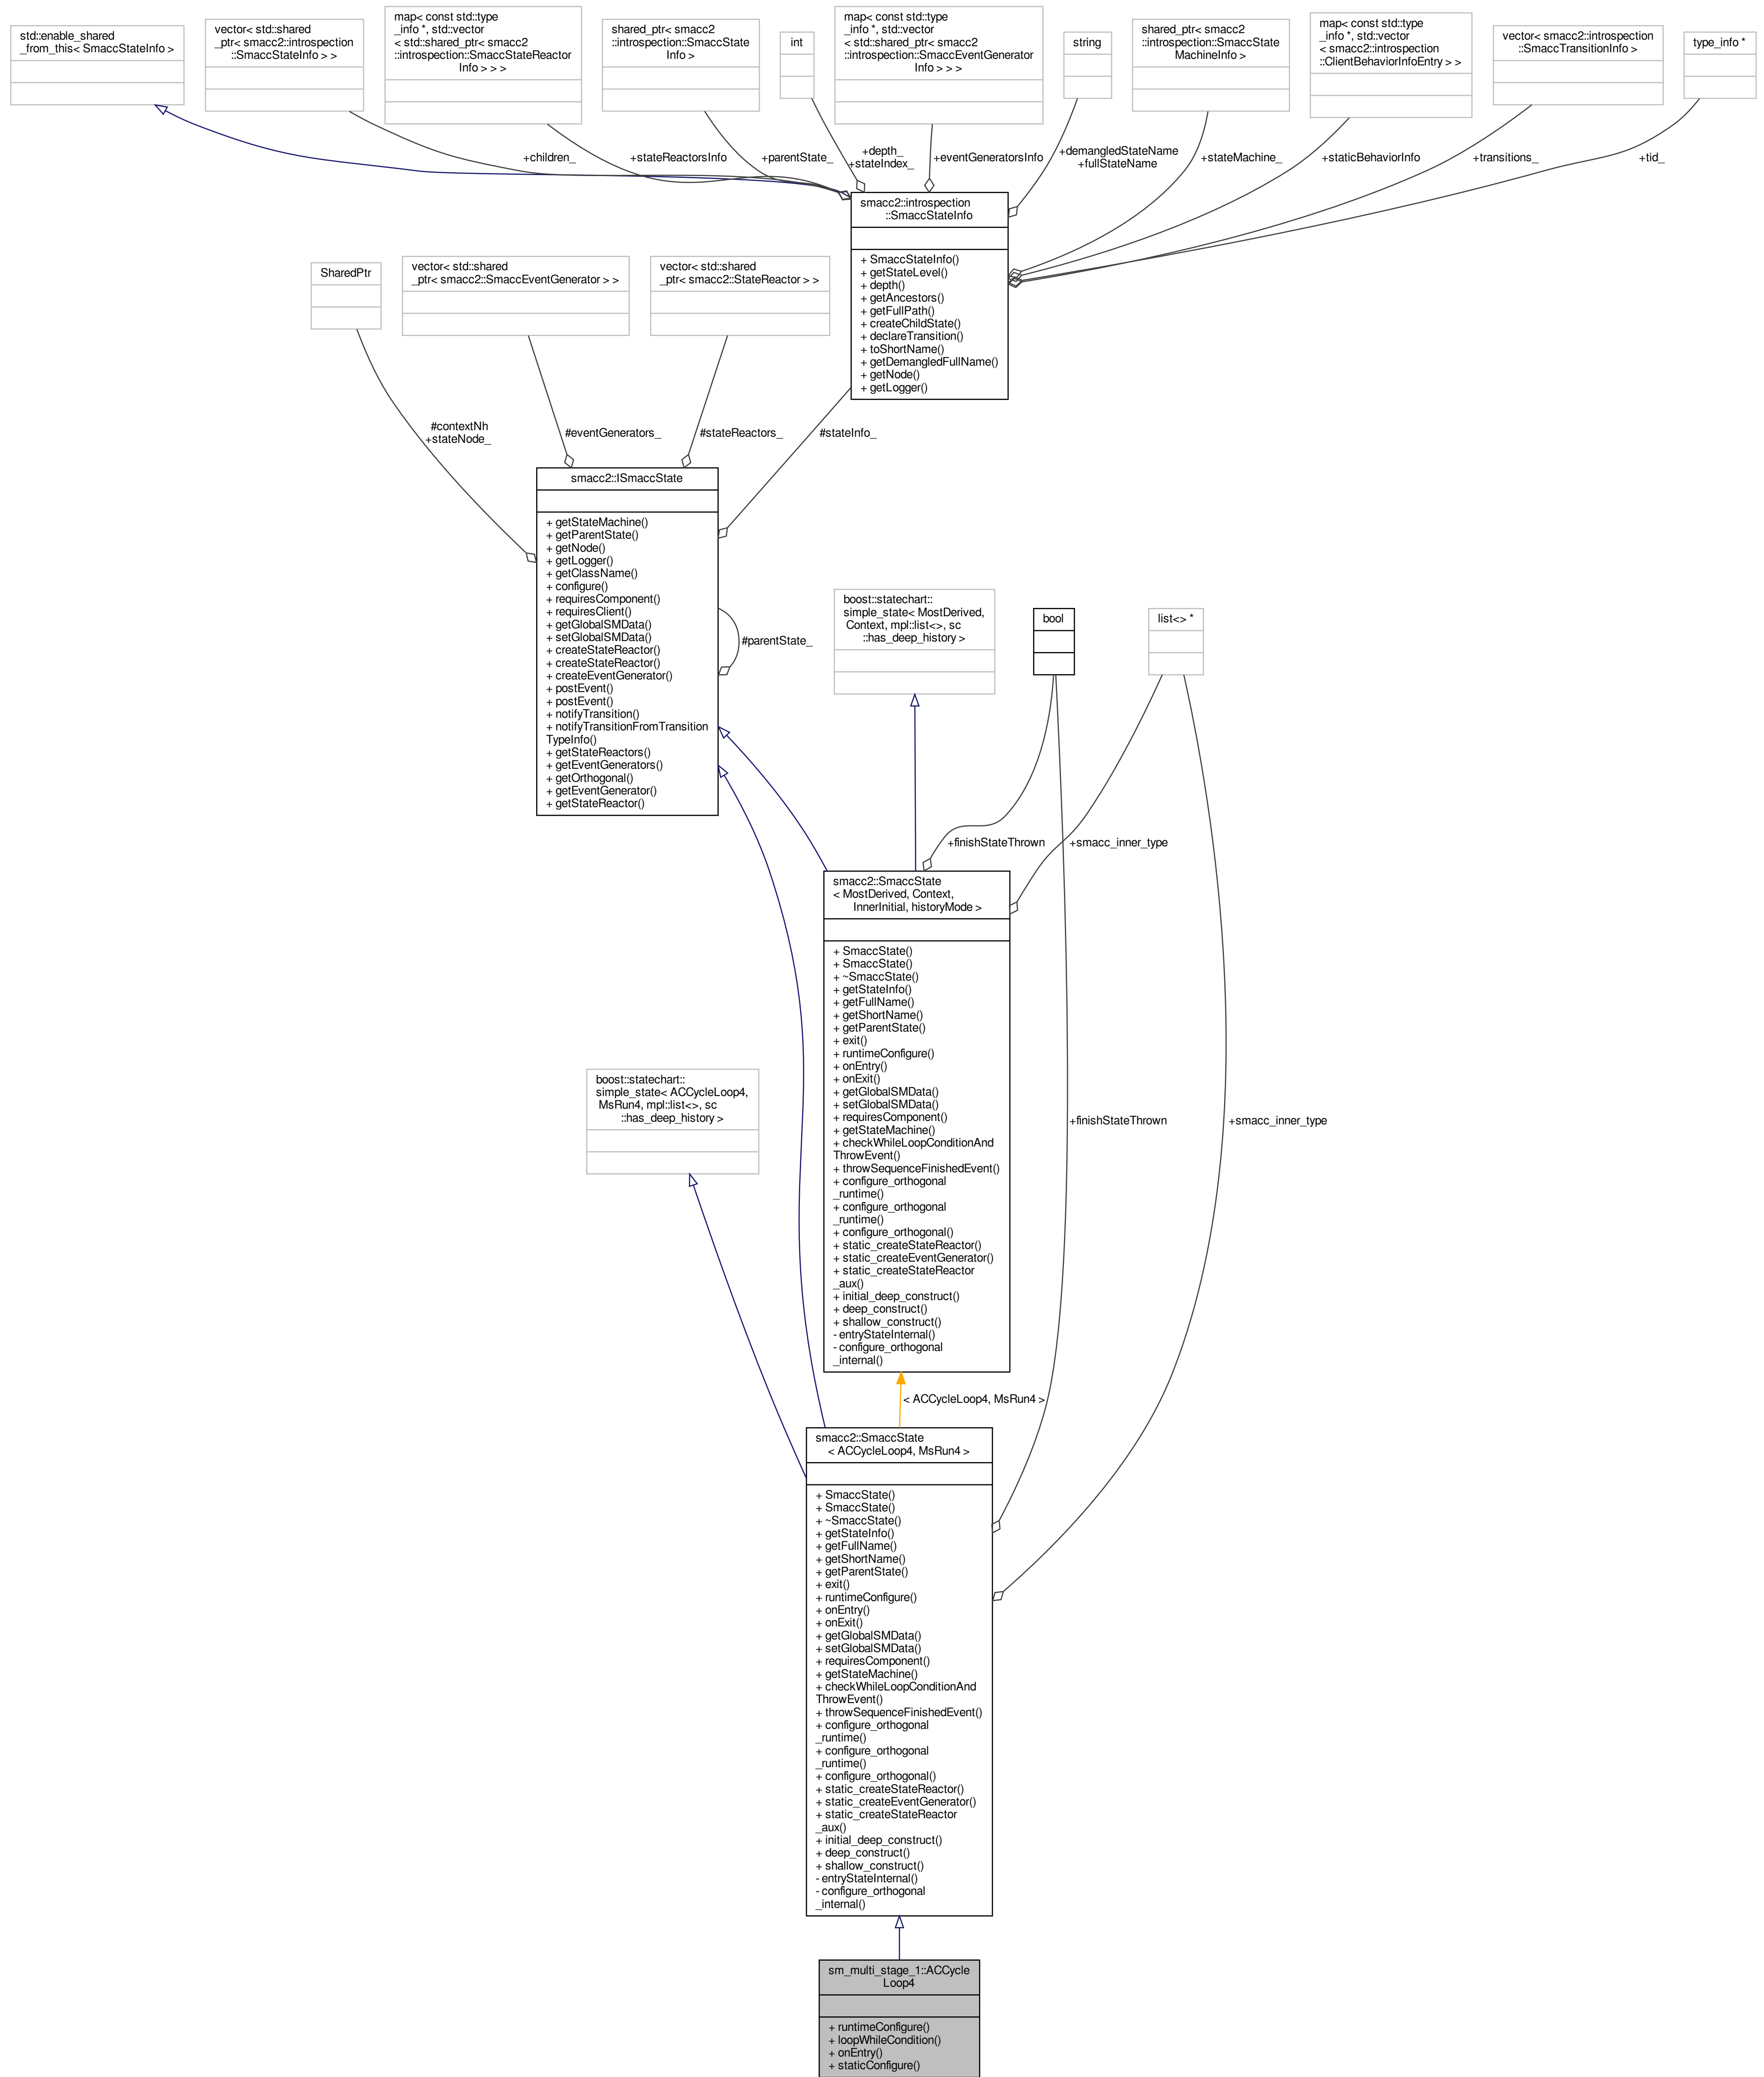 std::enable_shared
_from_this< SmaccStateInfo >
vector< std::shared
_ptr< smacc2::introspection
::SmaccStateInfo > >
map< const std::type
_info *, std::vector
< std::shared_ptr< smacc2
::introspection::SmaccStateReactor
Info > > >
shared_ptr< smacc2
::introspection::SmaccState
Info >
int
map< const std::type
_info *, std::vector
< std::shared_ptr< smacc2
::introspection::SmaccEventGenerator
Info > > >
string
shared_ptr< smacc2
::introspection::SmaccState
MachineInfo >
map< const std::type
_info *, std::vector
< smacc2::introspection
::ClientBehaviorInfoEntry > >
vector< smacc2::introspection
::SmaccTransitionInfo >
type_info *
+children_
+stateReactorsInfo
+parentState_
+depth_
+stateIndex_
+eventGeneratorsInfo
+demangledStateName
+fullStateName
+stateMachine_
+staticBehaviorInfo
+transitions_
+tid_
smacc2::introspection
::SmaccStateInfo
+ SmaccStateInfo()
+ getStateLevel()
+ depth()
+ getAncestors()
+ getFullPath()
+ createChildState()
+ declareTransition()
+ toShortName()
+ getDemangledFullName()
+ getNode()
+ getLogger()
SharedPtr
vector< std::shared
_ptr< smacc2::SmaccEventGenerator > >
vector< std::shared
_ptr< smacc2::StateReactor > >
#contextNh
+stateNode_
#eventGenerators_
#stateReactors_
#stateInfo_
smacc2::ISmaccState
+ getStateMachine()
+ getParentState()
+ getNode()
+ getLogger()
+ getClassName()
+ configure()
+ requiresComponent()
+ requiresClient()
+ getGlobalSMData()
+ setGlobalSMData()
+ createStateReactor()
+ createStateReactor()
+ createEventGenerator()
+ postEvent()
+ postEvent()
+ notifyTransition()
+ notifyTransitionFromTransition
TypeInfo()
+ getStateReactors()
+ getEventGenerators()
+ getOrthogonal()
+ getEventGenerator()
+ getStateReactor()
#parentState_
boost::statechart::
simple_state< MostDerived,
Context, mpl::list<>, sc
::has_deep_history >
bool
list<> *
+finishStateThrown
+smacc_inner_type
smacc2::SmaccState
< MostDerived, Context,
InnerInitial, historyMode >
+ SmaccState()
+ SmaccState()
+ ~SmaccState()
+ getStateInfo()
+ getFullName()
+ getShortName()
+ getParentState()
+ exit()
+ runtimeConfigure()
+ onEntry()
+ onExit()
+ getGlobalSMData()
+ setGlobalSMData()
+ requiresComponent()
+ getStateMachine()
+ checkWhileLoopConditionAnd
ThrowEvent()
+ throwSequenceFinishedEvent()
+ configure_orthogonal
_runtime()
+ configure_orthogonal
_runtime()
+ configure_orthogonal()
+ static_createStateReactor()
+ static_createEventGenerator()
+ static_createStateReactor
_aux()
+ initial_deep_construct()
+ deep_construct()
+ shallow_construct()
- entryStateInternal()
- configure_orthogonal
_internal()
boost::statechart::
simple_state< ACCycleLoop4,
MsRun4, mpl::list<>, sc
::has_deep_history >
+finishStateThrown
+smacc_inner_type
< ACCycleLoop4, MsRun4 >
smacc2::SmaccState
< ACCycleLoop4, MsRun4 >
+ SmaccState()
+ SmaccState()
+ ~SmaccState()
+ getStateInfo()
+ getFullName()
+ getShortName()
+ getParentState()
+ exit()
+ runtimeConfigure()
+ onEntry()
+ onExit()
+ getGlobalSMData()
+ setGlobalSMData()
+ requiresComponent()
+ getStateMachine()
+ checkWhileLoopConditionAnd
ThrowEvent()
+ throwSequenceFinishedEvent()
+ configure_orthogonal
_runtime()
+ configure_orthogonal
_runtime()
+ configure_orthogonal()
+ static_createStateReactor()
+ static_createEventGenerator()
+ static_createStateReactor
_aux()
+ initial_deep_construct()
+ deep_construct()
+ shallow_construct()
- entryStateInternal()
- configure_orthogonal
_internal()
sm_multi_stage_1::ACCycle
Loop4
+ runtimeConfigure()
+ loopWhileCondition()
+ onEntry()
+ staticConfigure()